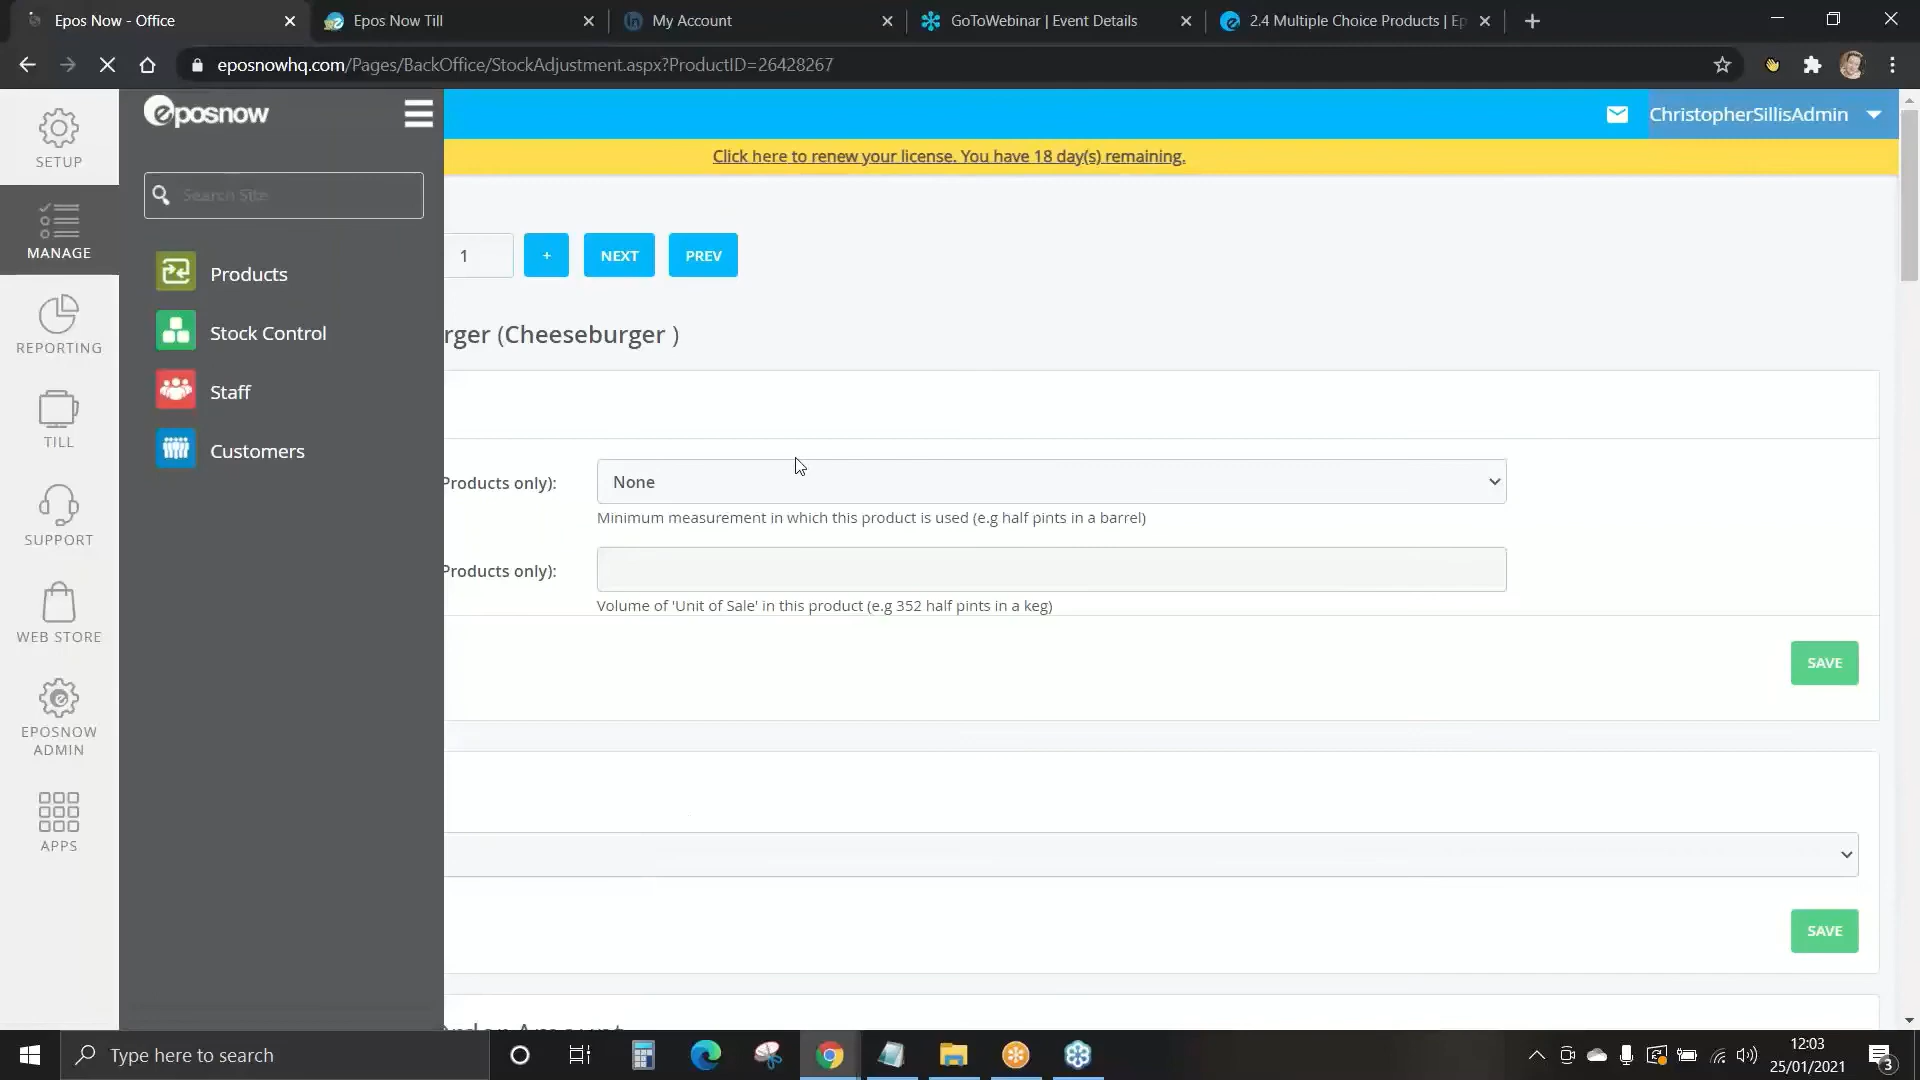 Epos Now - Office
Epos Now Till
My Account
GoToWebinar | Event Details
2.4 Multiple Choice Products | Ep
eposnowhq.com/Pages/BackOffice/StockAdjustment.aspx?ProductID=26428267
eposnow
ChristopherSillisAdmin
Click here to renew your license. You have 18 day(s) remaining.
SETUP
MANAGE
REPORTING
TILL
SUPPORT
WEB STORE
EPOSNOW
ADMIN
APPS
Search Site
Products
Stock Control
Staff
Customers
1
+
NEXT
PREV
rger (Cheeseburger )
Products only):
None
Minimum measurement in which this product is used (e.g half pints in a barrel)
Products only):
Volume of 'Unit of Sale' in this product (e.g 352 half pints in a keg)
SAVE
SAVE
Type here to search
12:03
25/01/2021
3